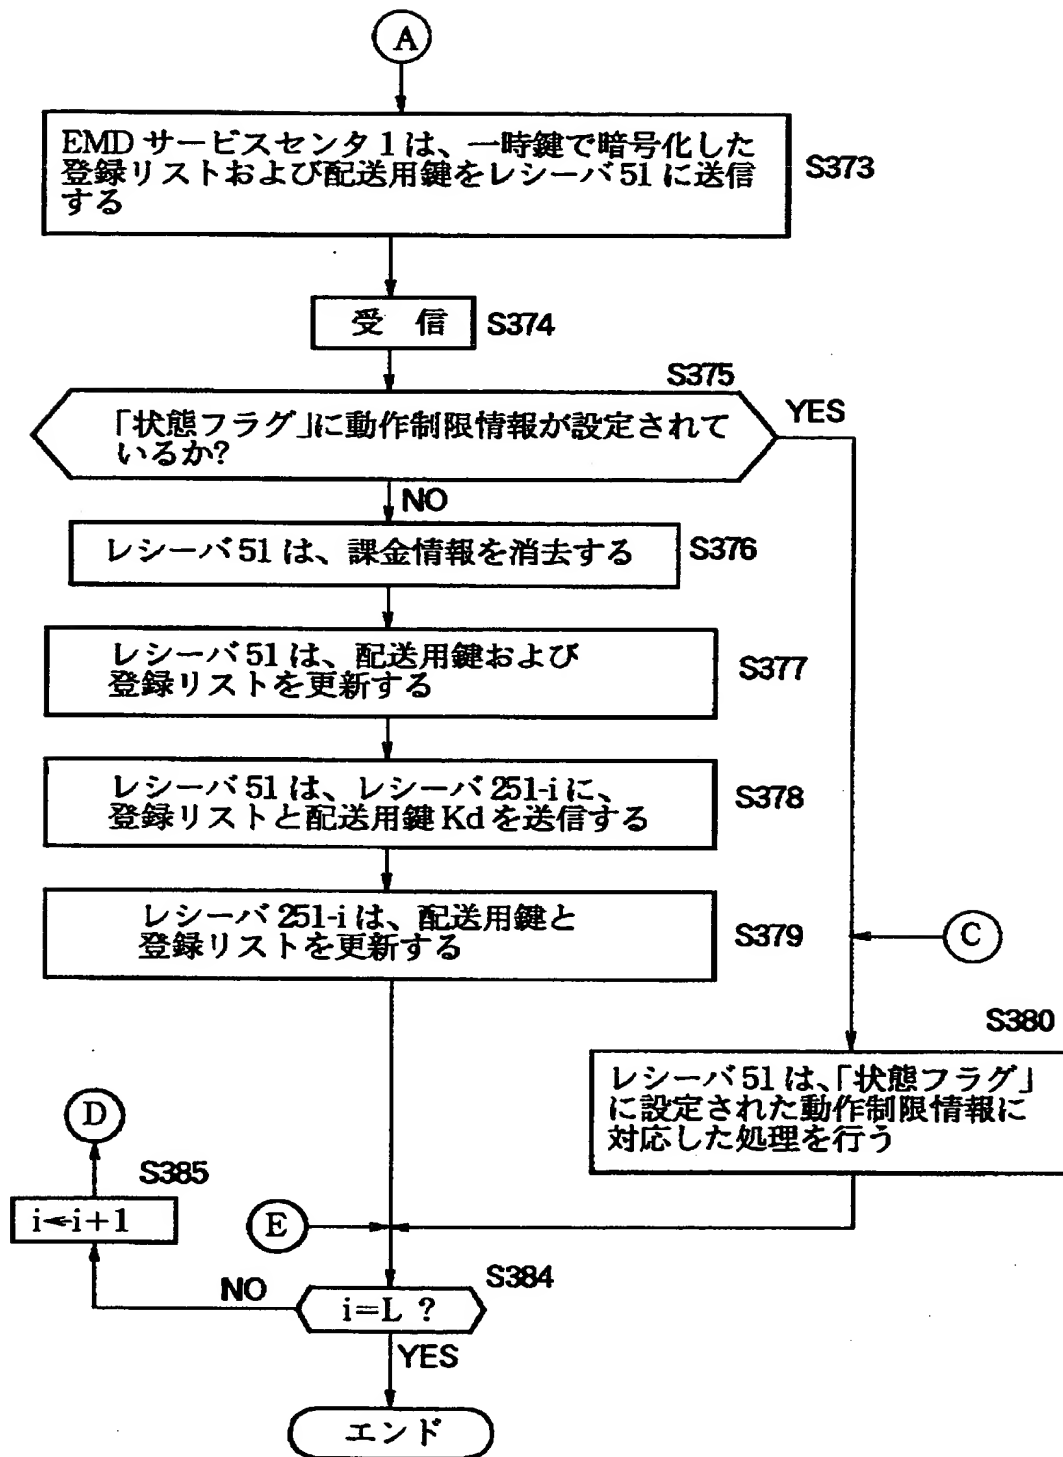 A
EMD サービスセンタ 1 は、一時鍵で暗号化した
登録リストおよび配送用鍵をレシーバ 51 に送信
する
S373
受 信
S374
S375
「状態フラグ」に動作制限情報が設定されて
いるか?
YES
NO
レシーバ 51 は、課金情報を消去する
S376
レシーバ 51 は、配送用鍵および
登録リストを更新する
S377
レシーバ 51 は、レシーバ 251-i に、
登録リストと配送用鍵 Kd を送信する
S378
レシーバ 251-i は、配送用鍵と
登録リストを更新する
S379
C
S380
レシーバ 51 は、「状態フラグ」
に設定された動作制限情報に
対応した処理を行う
D
S385
i←i+1
E
S384
NO
i=L ?
YES
エンド